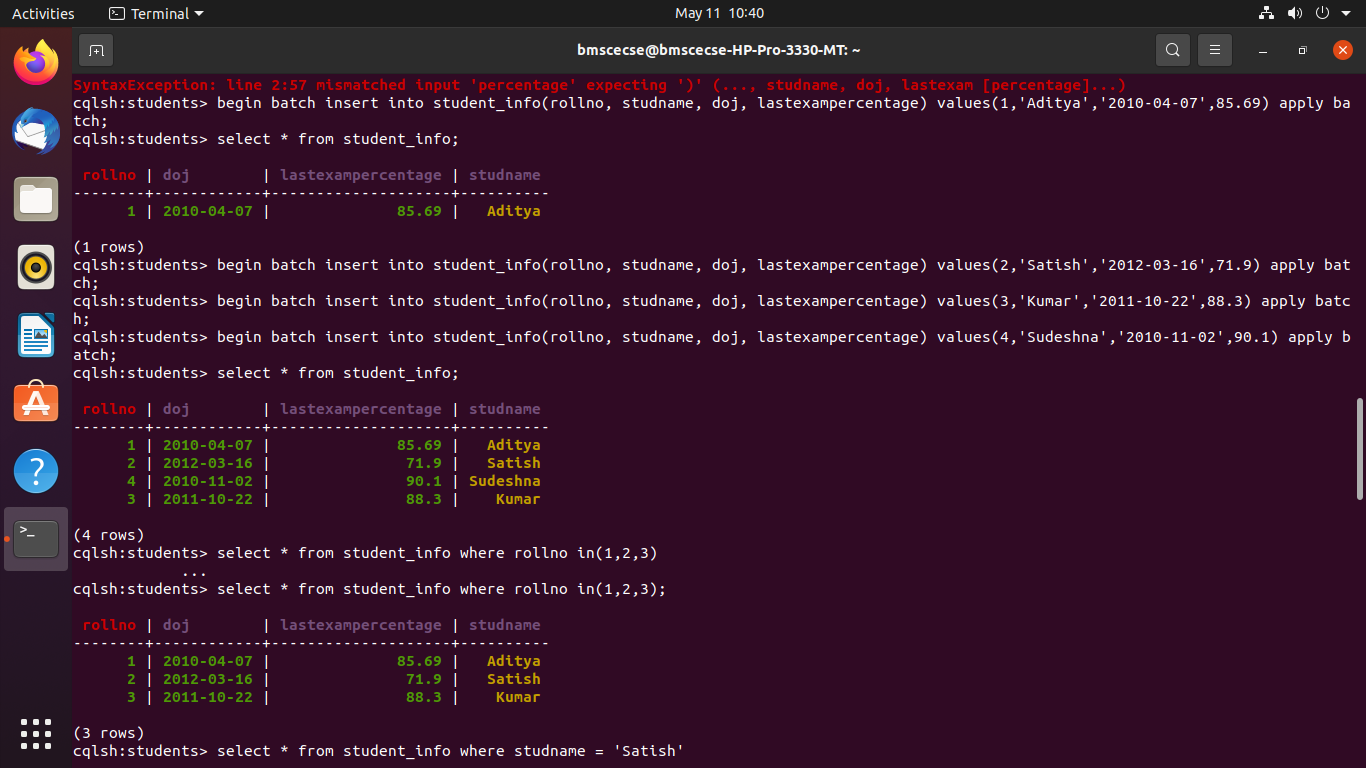 Activities Terminal May 11 10:40
bmscecse@bmscecse-HP-Pro-3330-MT: ~
SyntaxException: line 2:57 mismatched input 'percentage' expecting ')' (..., studname, doj, lastexam [percentage]...)
cqlsh:students> begin batch insert into student_info(rollno, studname, doj, lastexampercentage) values(1,'Aditya','2010-04-07',85.69) apply ba
tch;
cqlsh:students> select * from student_info;
 rollno | doj        | lastexampercentage | studname
--------+------------+--------------------+----------
      1 | 2010-04-07 |              85.69 |   Aditya
(1 rows)
cqlsh:students> begin batch insert into student_info(rollno, studname, doj, lastexampercentage) values(2,'Satish','2012-03-16',71.9) apply bat
ch;
cqlsh:students> begin batch insert into student_info(rollno, studname, doj, lastexampercentage) values(3,'Kumar','2011-10-22',88.3) apply batc
h;
cqlsh:students> begin batch insert into student_info(rollno, studname, doj, lastexampercentage) values(4,'Sudeshna','2010-11-02',90.1) apply b
atch;
cqlsh:students> select * from student_info;
 rollno | doj        | lastexampercentage | studname
--------+------------+--------------------+----------
      1 | 2010-04-07 |              85.69 |   Aditya
      2 | 2012-03-16 |               71.9 |   Satish
      4 | 2010-11-02 |               90.1 | Sudeshna
      3 | 2011-10-22 |               88.3 |    Kumar
(4 rows)
cqlsh:students> select * from student_info where rollno in(1,2,3)
            ...
cqlsh:students> select * from student_info where rollno in(1,2,3);
 rollno | doj        | lastexampercentage | studname
--------+------------+--------------------+----------
      1 | 2010-04-07 |              85.69 |   Aditya
      2 | 2012-03-16 |               71.9 |   Satish
      3 | 2011-10-22 |               88.3 |    Kumar
(3 rows)
cqlsh:students> select * from student_info where studname = 'Satish'